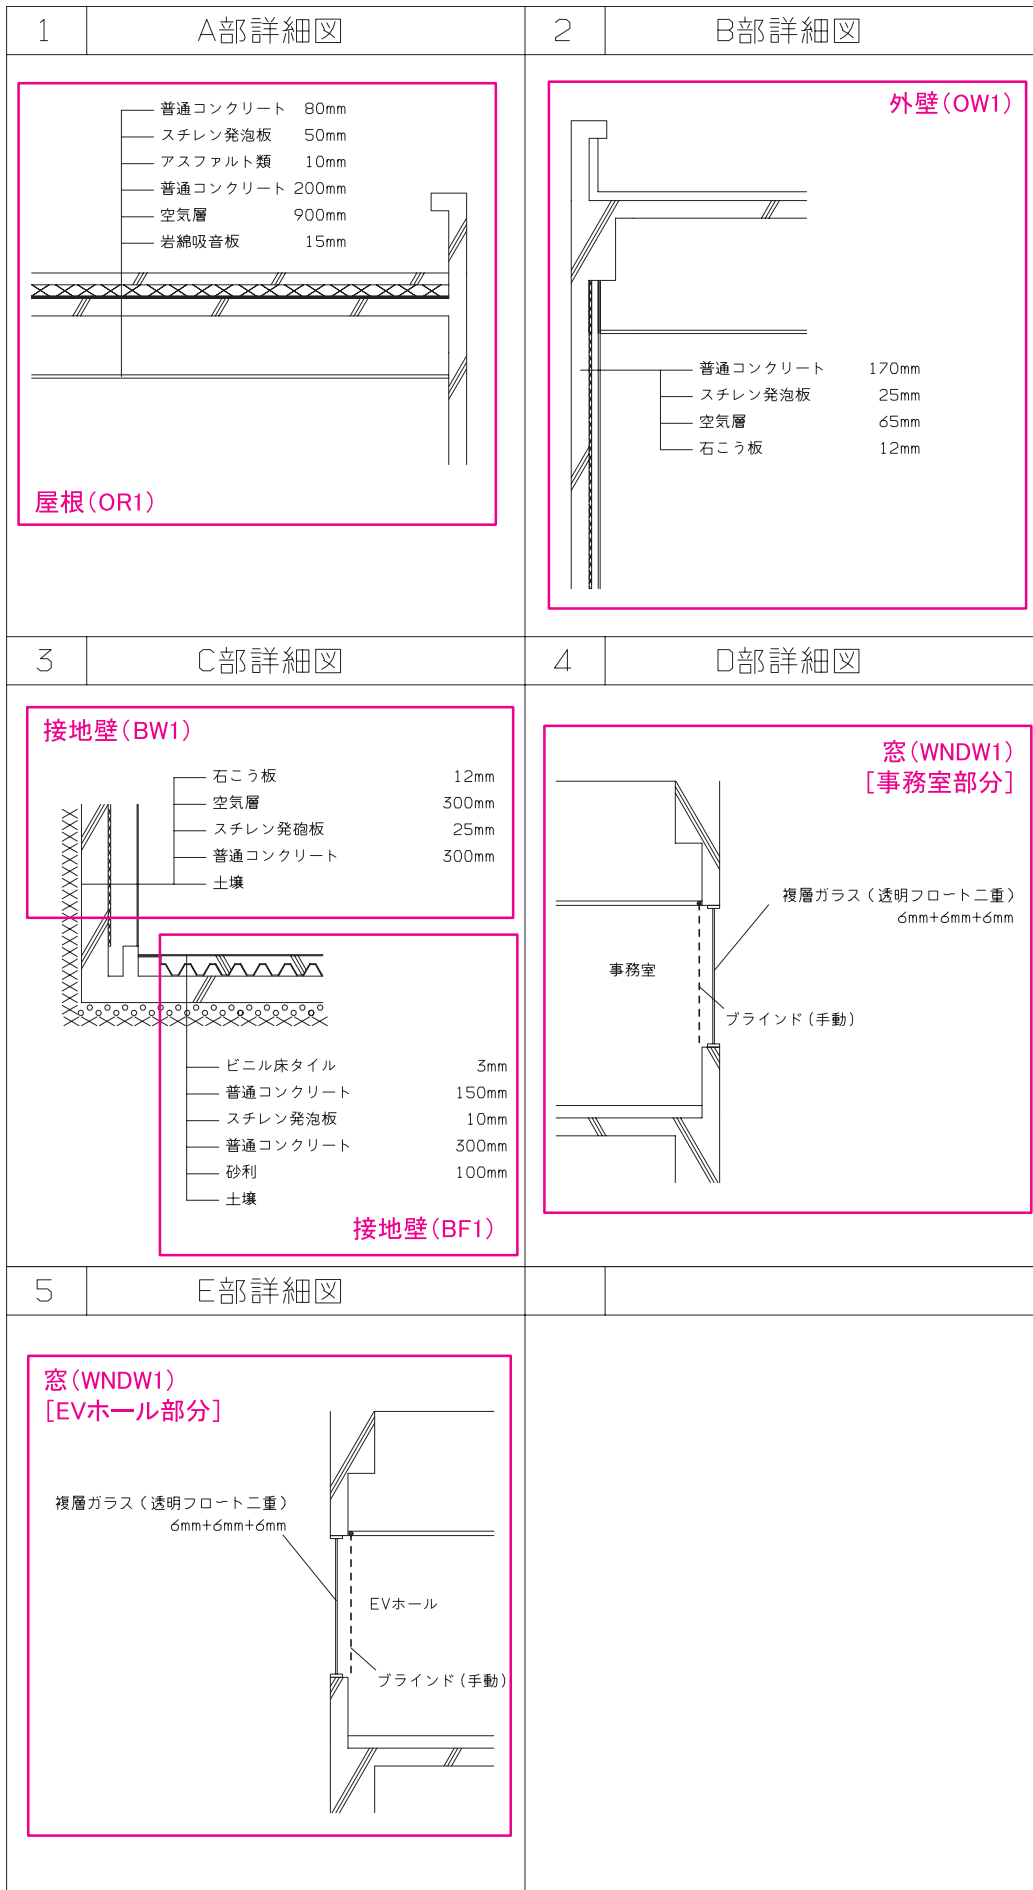 1 A部詳細図
普通コンクリート 80mm
スチレン発泡板 50mm
アスファルト類 10mm
普通コンクリート 200mm
空気層 900mm
岩綿吸音板 15mm
屋根(OR1)
2 B部詳細図
外壁(OW1)
普通コンクリート 170mm
スチレン発泡板 25mm
空気層 65mm
石こう板 12mm
3 C部詳細図
接地壁(BW1)
石こう板 12mm
空気層 300mm
スチレン発砲板 25mm
普通コンクリート 300mm
土壌
ビニル床タイル 3mm
普通コンクリート 150mm
スチレン発泡板 10mm
普通コンクリート 300mm
砂利 100mm
土壌
接地壁(BF1)
4 D部詳細図
窓(WNDW1)
[事務室部分]
複層ガラス(透明フロート二重)
6mm+6mm+6mm
事務室
ブラインド(手動)
5 E部詳細図
窓(WNDW1)
[EVホール部分]
複層ガラス(透明フロート二重)
6mm+6mm+6mm
EVホール
ブラインド(手動)